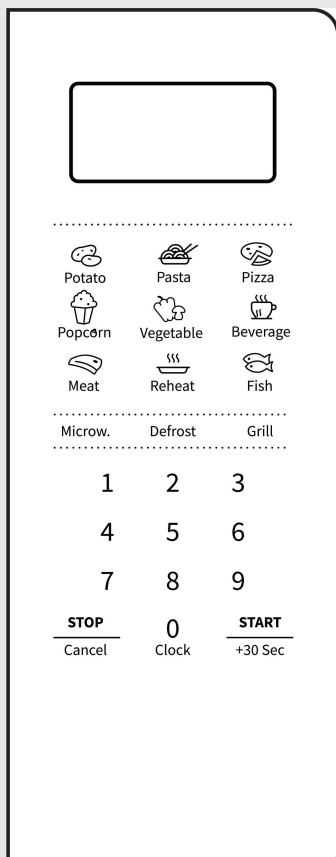 Potato Pasta Pizza
Popcorn Vegetable Beverage
Meat Reheat Fish
Microw. Defrost Grill
1 2 3
4 5 6
7 8 9
STOP 0 START
Cancel Clock +30 Sec